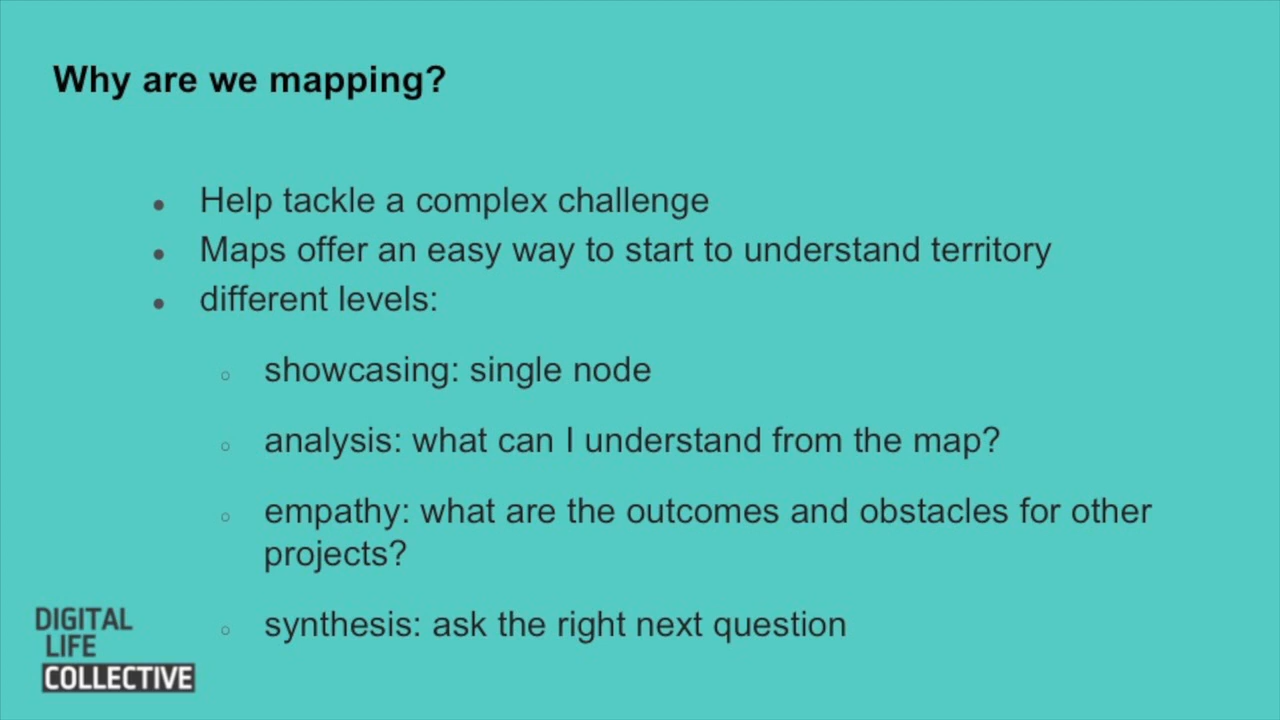 Why are we mapping?
● Help tackle a complex challenge
● Maps offer an easy way to start to understand territory
● different levels:
○ showcasing: single node
○ analysis: what can I understand from the map?
○ empathy: what are the outcomes and obstacles for other
projects?
○ synthesis: ask the right next question
DIGITAL
LIFE
COLLECTIVE